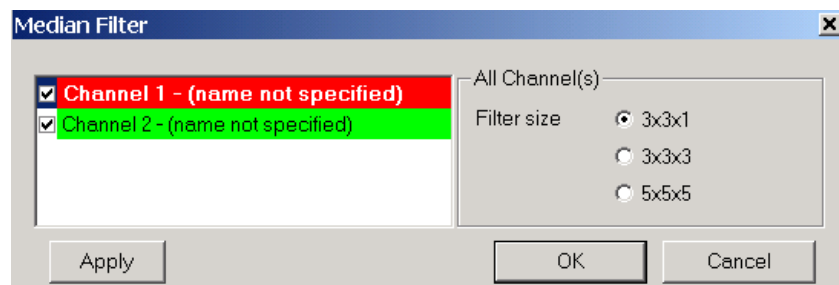 Median Filter
Channel 1 - (name not specified)
Channel 2 - (name not specified)
All Channel(s)
Filter size
3x3x1
3x3x3
5x5x5
Apply
OK
Cancel